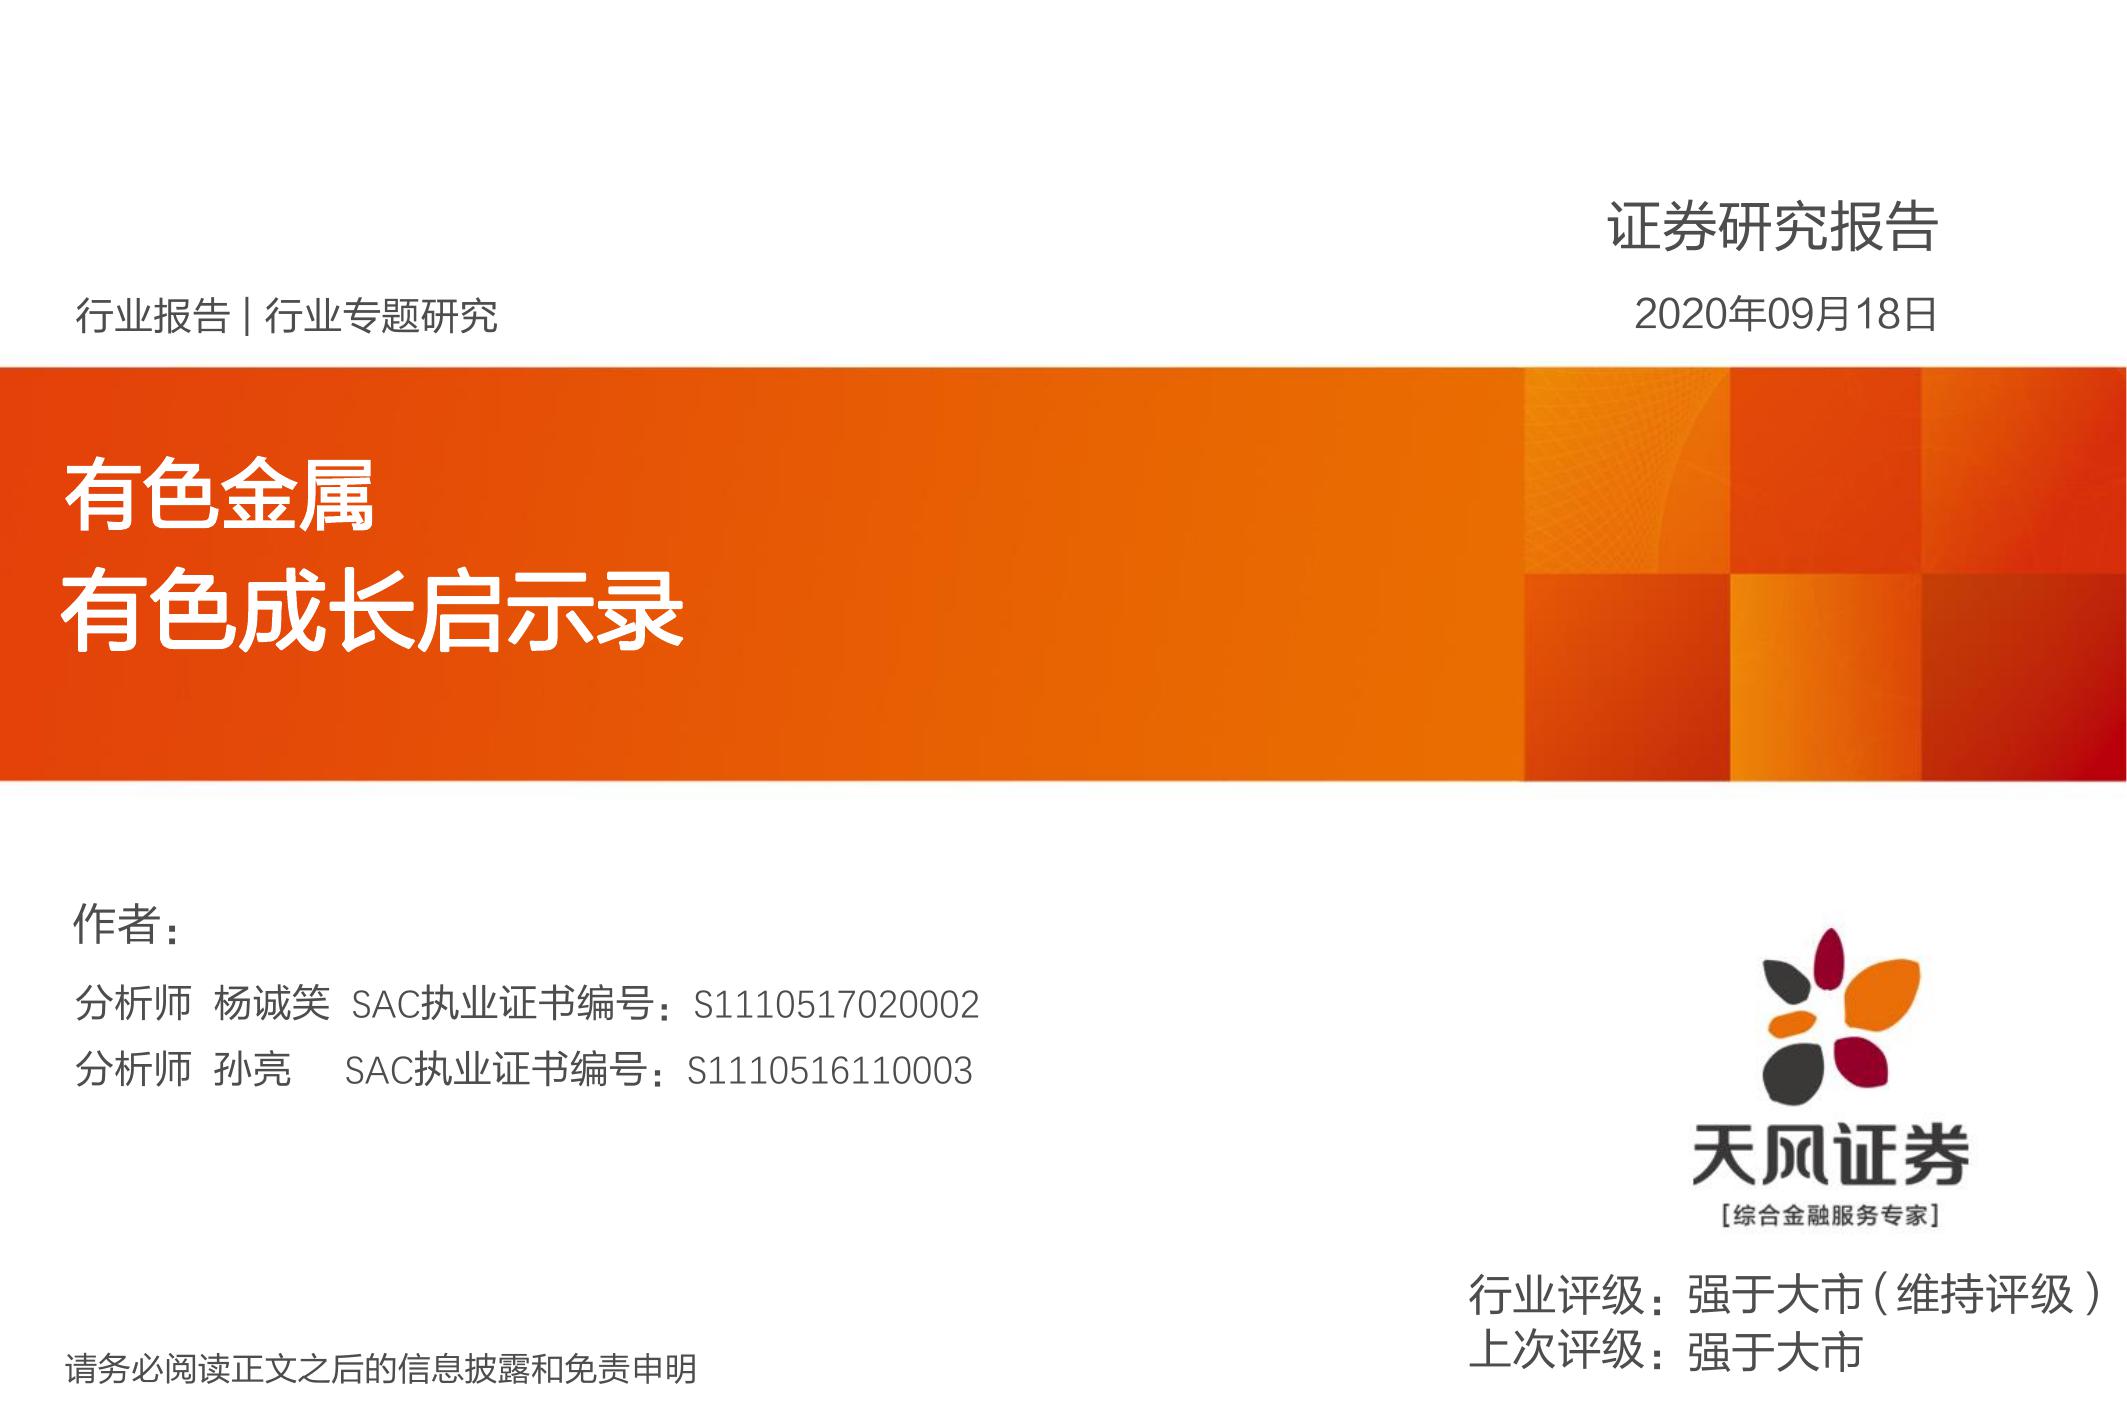 证券研究报告
行业报告 | 行业专题研究
2020年09月18日
有色金属
有色成长启示录
作者：
分析师 杨诚笑 SAC执业证书编号：S1110517020002
分析师 孙亮 SAC执业证书编号：S1110516110003
天风证券
[综合金融服务专家]
行业评级：强于大市（维持评级）
上次评级：强于大市
请务必阅读正文之后的信息披露和免责申明